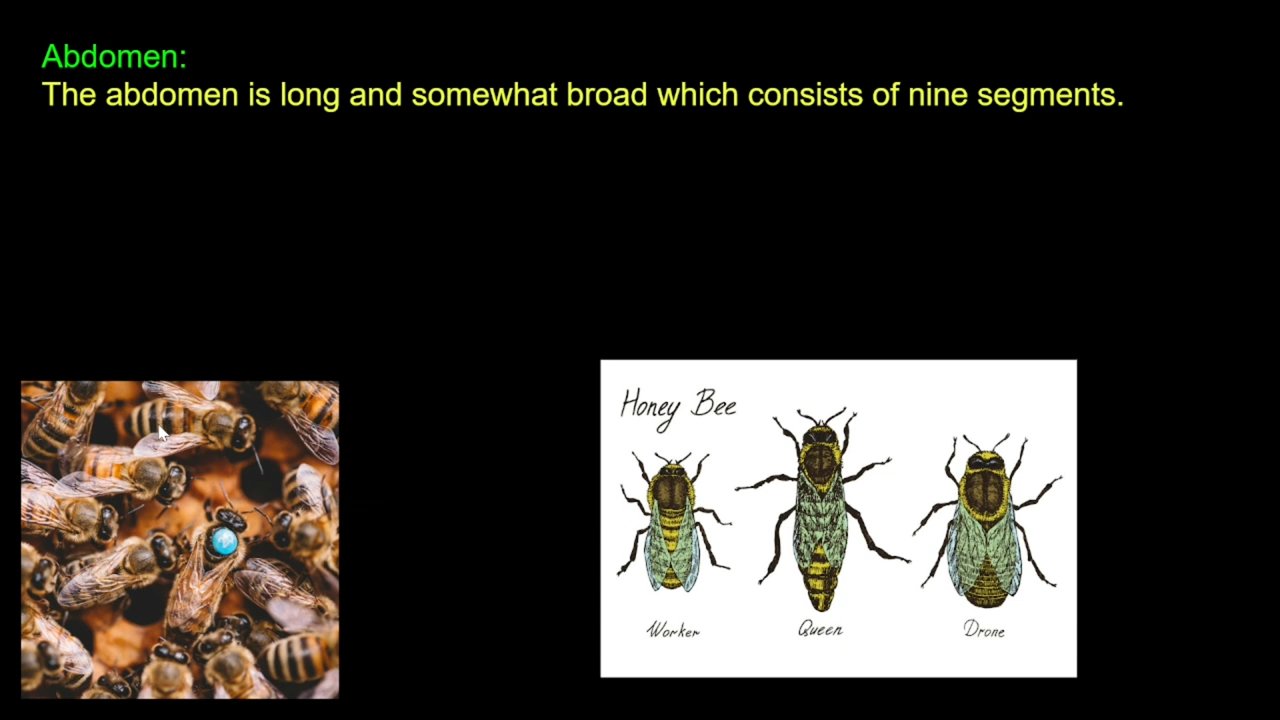 Abdomen:
The abdomen is long and somewhat broad which consists of nine segments.
Honey Bee
Worker
Queen
Drone